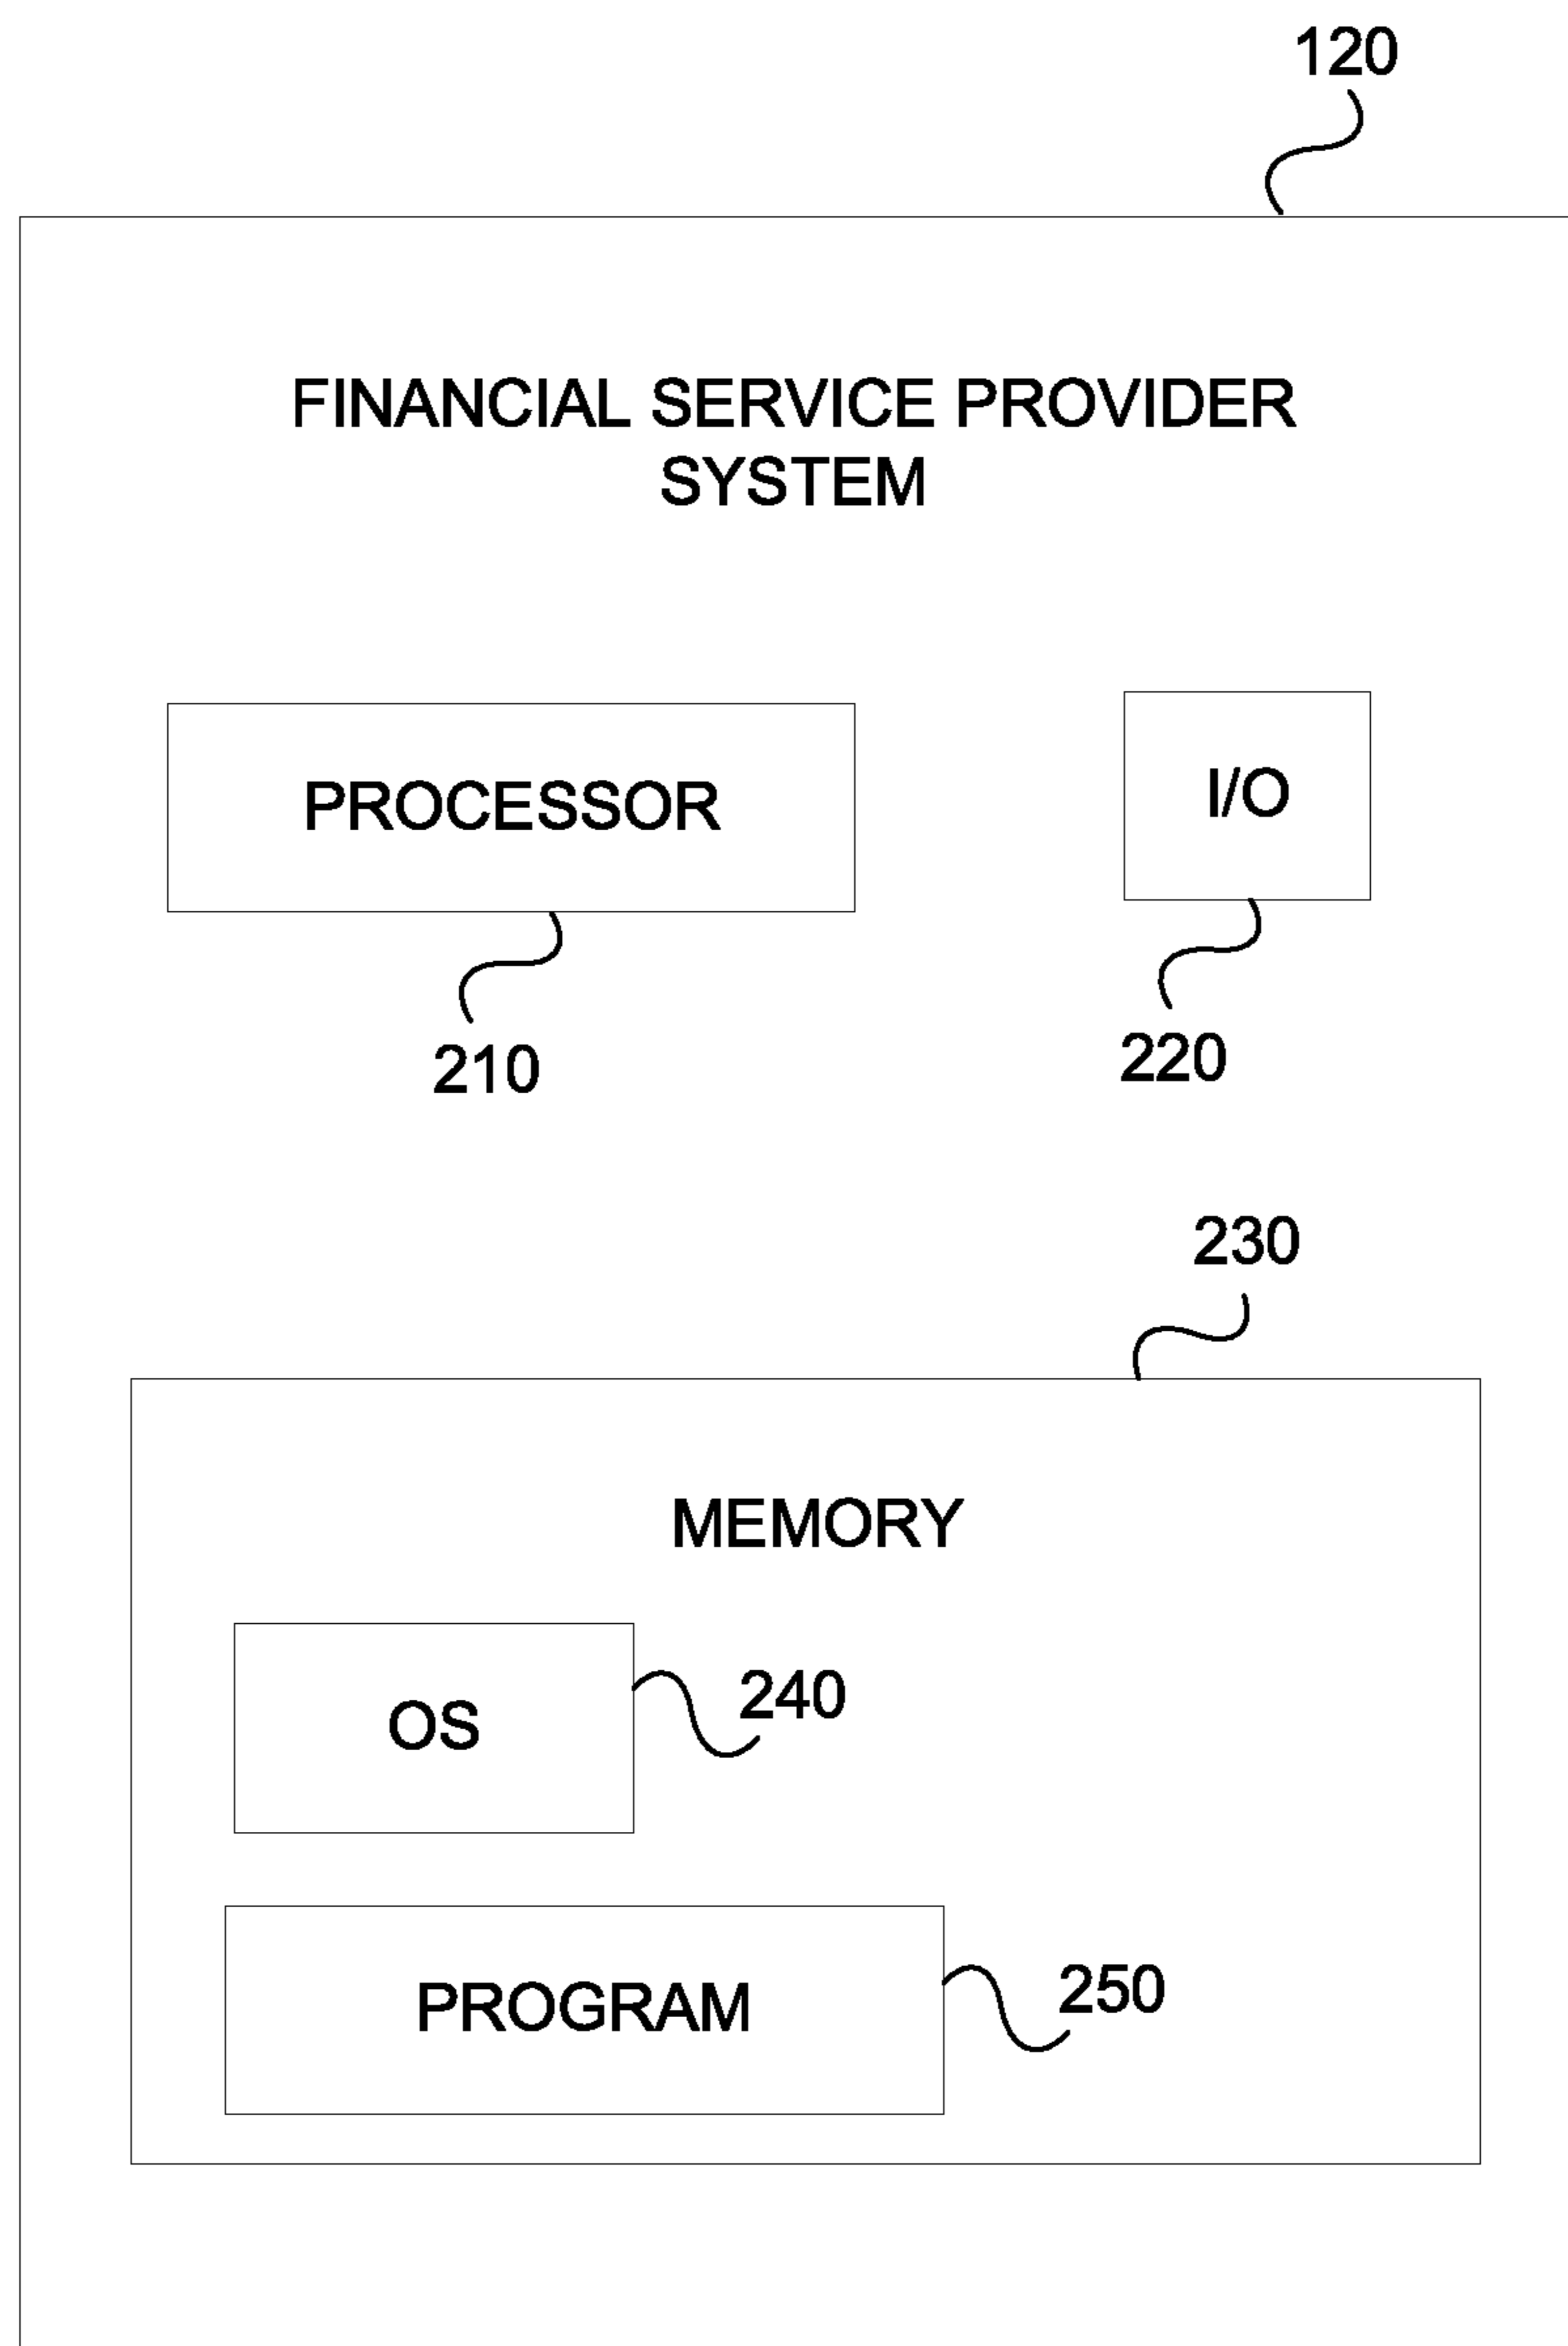 120
FINANCIAL SERVICE PROVIDER
SYSTEM
PROCESSOR
I/O
210
220
230
MEMORY
OS
240
PROGRAM
250